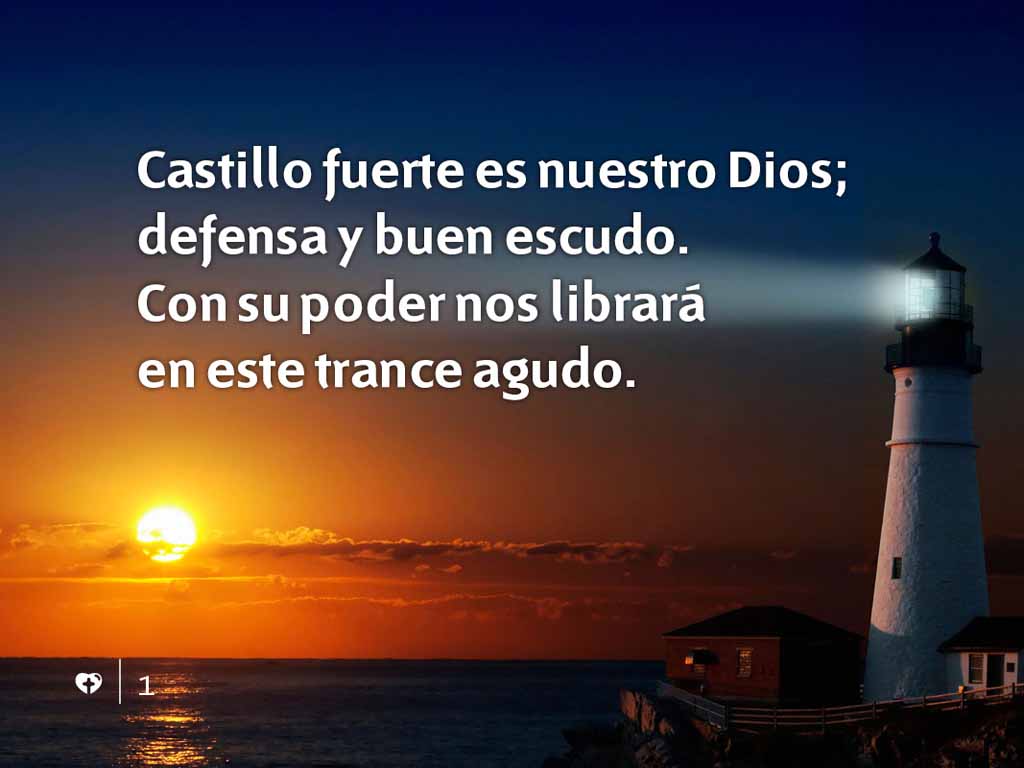 Castillo fuerte es nuestro Dios;
defensa y buen escudo.
Con su poder nos librará
en este trance agudo.
1